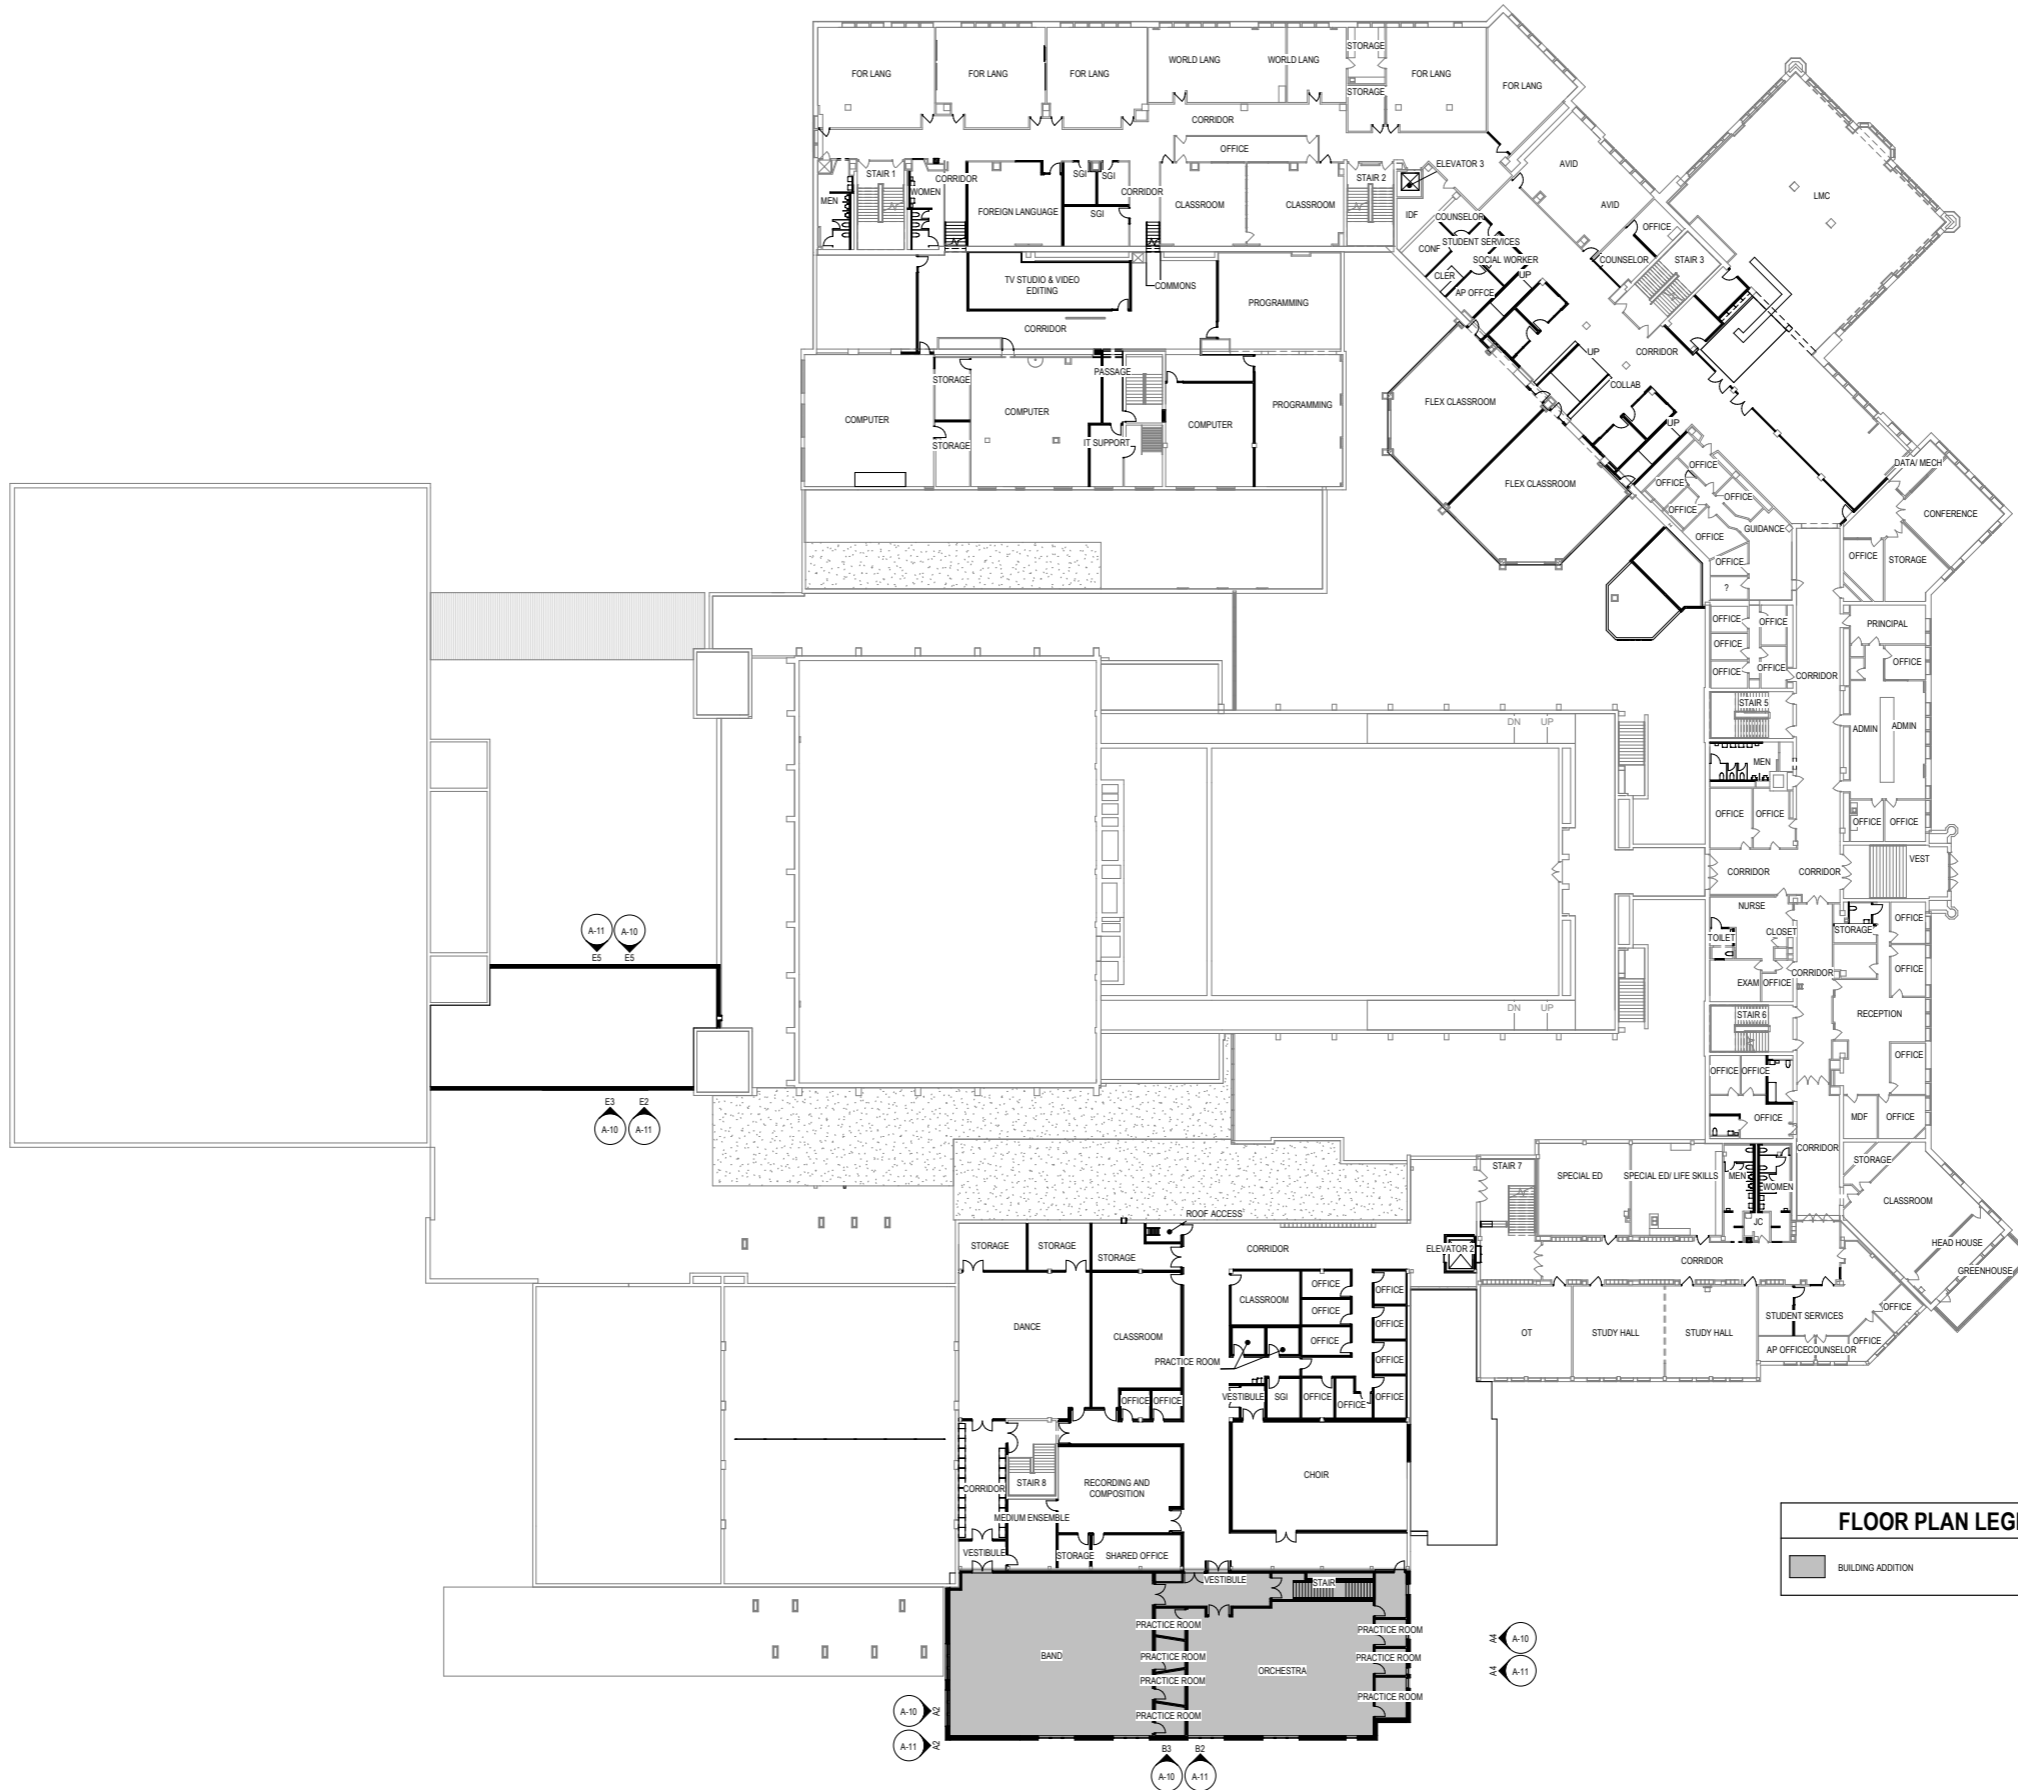 FOR LANG
FOR LANG
FOR LANG
WORLD LANG
WORLD LANG
STORAGE
STORAGE
FOR LANG
FOR LANG
CORRIDOR
OFFICE
ELEVATOR 3
AVID
AVID
LMC
STAIR 1
MEN
WOMEN
CORRIDOR
FOREIGN LANGUAGE
SGI
SGI
SGI
CORRIDOR
CLASSROOM
CLASSROOM
STAIR 2
IDF
COUNSELOR
CONF
STUDENT SERVICES
SOCIAL WORKER
CLER
AP OFFCE
UP
OFFICE
COUNSELOR
STAIR 3
TV STUDIO & VIDEO
EDITING
COMMONS
PROGRAMMING
CORRIDOR
UP
CORRIDOR
COLLAB
UP
STORAGE
PASSAGE
COMPUTER
COMPUTER
STORAGE
IT SUPPORT
COMPUTER
PROGRAMMING
FLEX CLASSROOM
FLEX CLASSROOM
DATA/ MECH
OFFICE
OFFICE
OFFICE
OFFICE
GUIDANCE
OFFICE
OFFICE
?
CONFERENCE
OFFICE
STORAGE
OFFICE
OFFICE
OFFICE
OFFICE
OFFICE
PRINCIPAL
OFFICE
CORRIDOR
STAIR 5
ADMIN
ADMIN
DN
UP
MEN
OFFICE
OFFICE
OFFICE
OFFICE
CORRIDOR
CORRIDOR
VEST
NURSE
TOILET
CLOSET
STORAGE
OFFICE
A-11
A-10
E5
E5
EXAM
OFFICE
CORRIDOR
OFFICE
DN
UP
STAIR 6
RECEPTION
OFFICE
OFFICE
OFFICE
OFFICE
MDF
OFFICE
E3
E2
A-10
A-11
CORRIDOR
STAIR 7
SPECIAL ED
SPECIAL ED/ LIFE SKILLS
MEN
WOMEN
JC
STORAGE
CLASSROOM
HEAD HOUSE
GREENHOUSE
ROOF ACCESS
STORAGE
STORAGE
STORAGE
CORRIDOR
ELEVATOR 2
CORRIDOR
DANCE
CLASSROOM
CLASSROOM
OFFICE
OFFICE
OFFICE
OFFICE
OFFICE
OFFICE
OFFICE
PRACTICE ROOM
OFFICE
OFFICE
VESTIBULE
SGI
OFFICE
OFFICE
OT
STUDY HALL
STUDY HALL
STUDENT SERVICES
OFFICE
OFFICE
AP OFFICE
COUNSELOR
CHOIR
STAIR 8
RECORDING AND
COMPOSITION
CORRIDOR
MEDIUM ENSEMBLE
VESTIBULE
STORAGE
SHARED OFFICE
FLOOR PLAN LEG
BUILDING ADDITION
VESTIBULE
STAIR
BAND
PRACTICE ROOM
PRACTICE ROOM
PRACTICE ROOM
PRACTICE ROOM
ORCHESTRA
PRACTICE ROOM
PRACTICE ROOM
PRACTICE ROOM
A4
A-10
A4
A-11
A-10
A2
A-11
A2
B3
B2
A-10
A-11